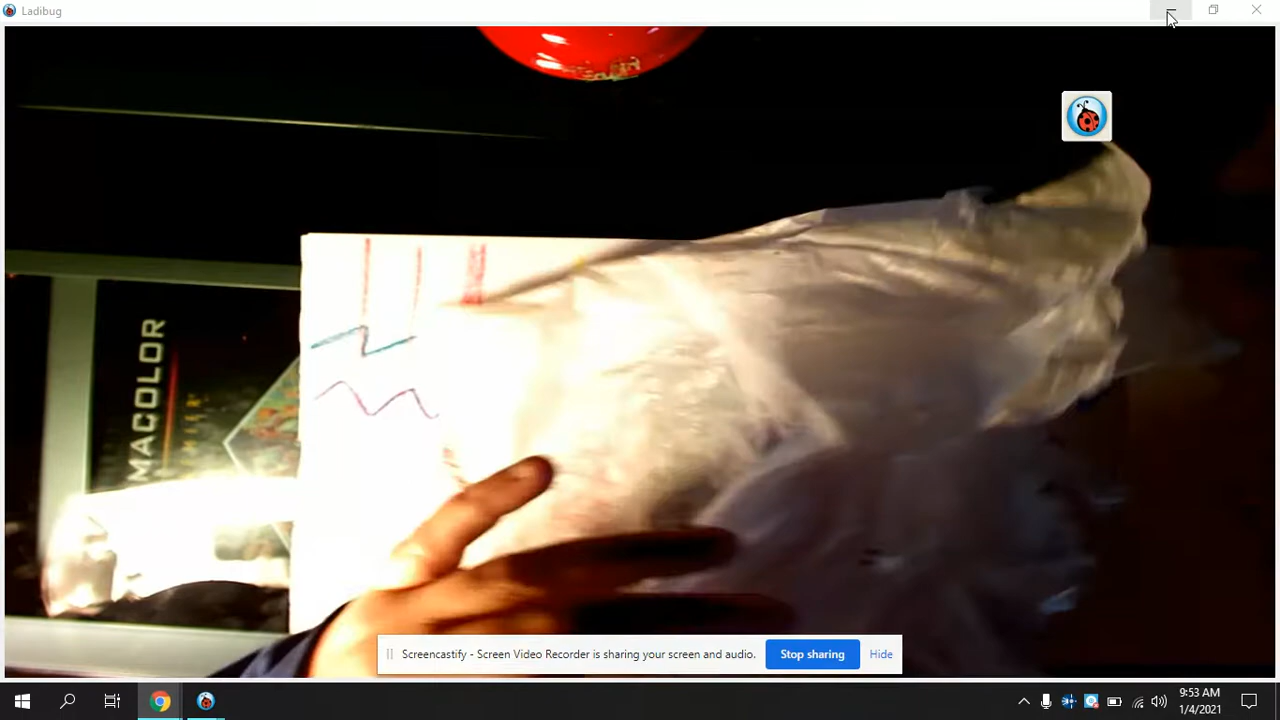 Ladibug
MACOLOR
Screencastify - Screen Video Recorder is sharing your screen and audio.
Stop sharing
Hide
9:53 AM
1/4/2021